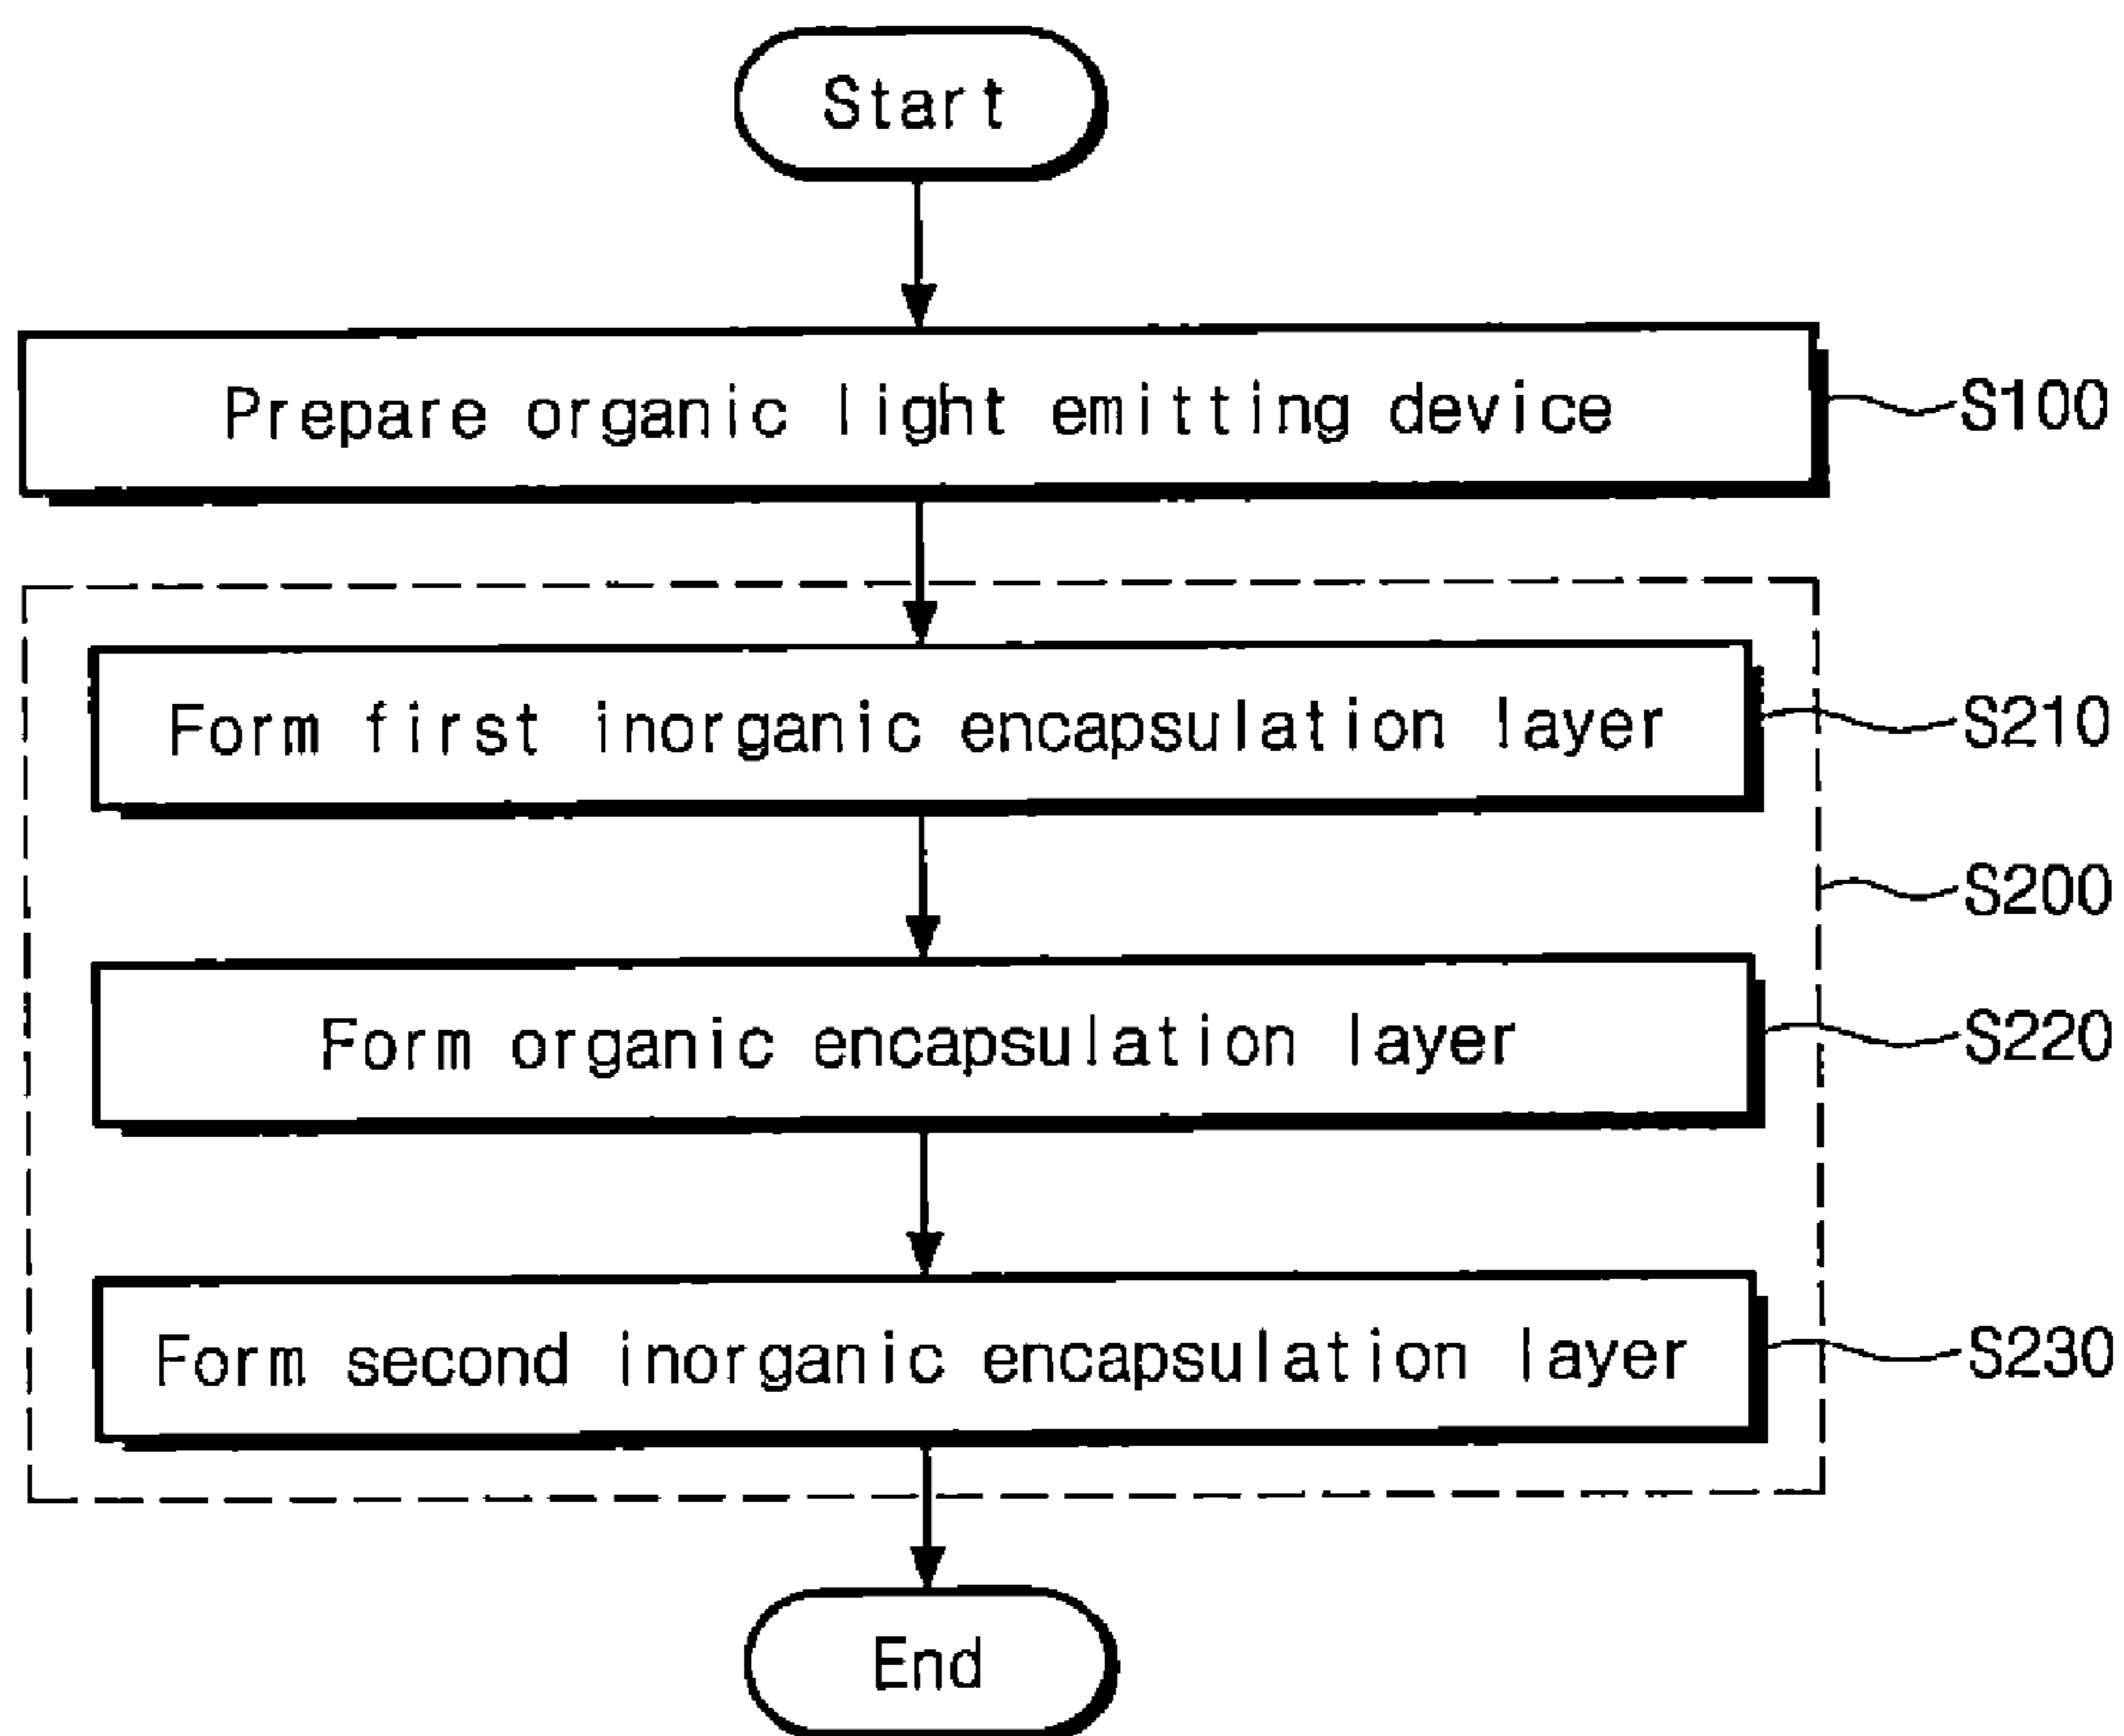 Start
Prepare organic light emitting device
S100
Form first inorganic encapsulation layer
S210
S200
Form organic encapsulation layer
S220
Form second inorganic encapsulation layer
S230
End